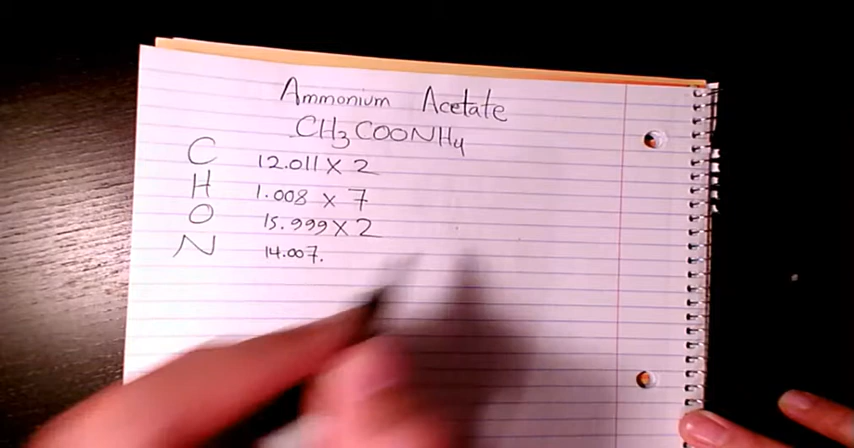 Ammonium Acetate
CH3COONH4
C 12.011 x 2
H 1.008 x 7
O 15.999 x 2
N 14.007.